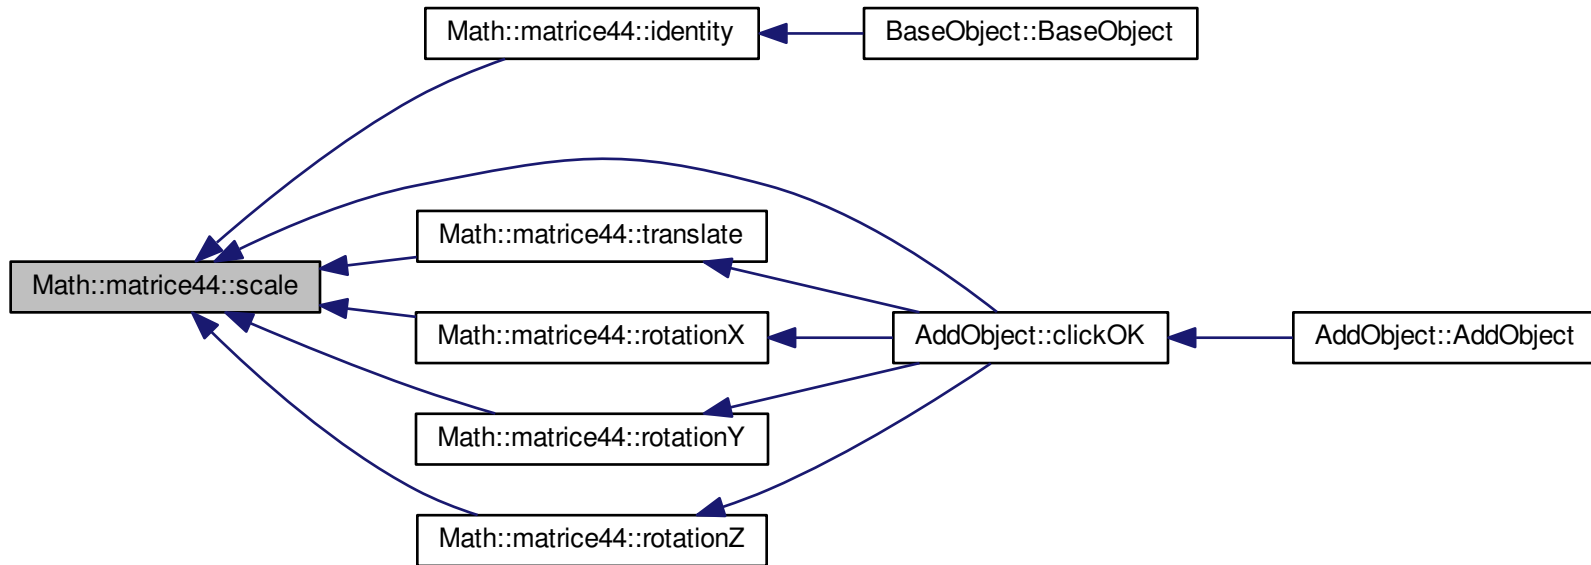 Math::matrice44::identity
BaseObject::BaseObject
Math::matrice44::translate
Math::matrice44::scale
Math::matrice44::rotationX
AddObject::clickOK
AddObject::AddObject
Math::matrice44::rotationY
Math::matrice44::rotationZ